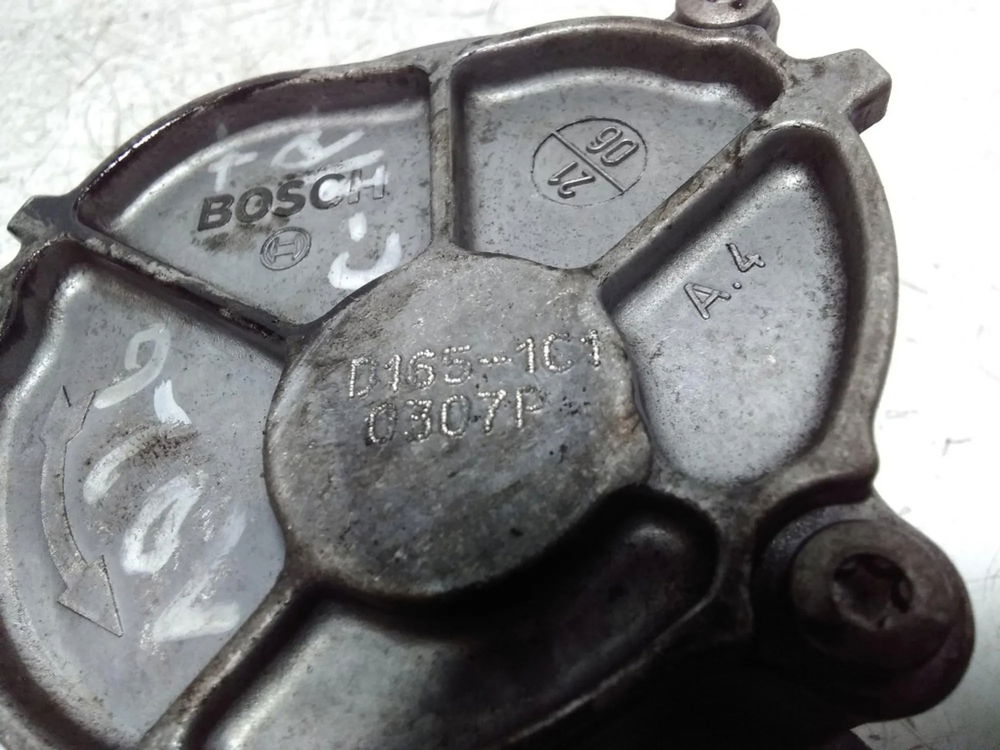 BOSCH
06
21
A.4
D165-1C1
0307P